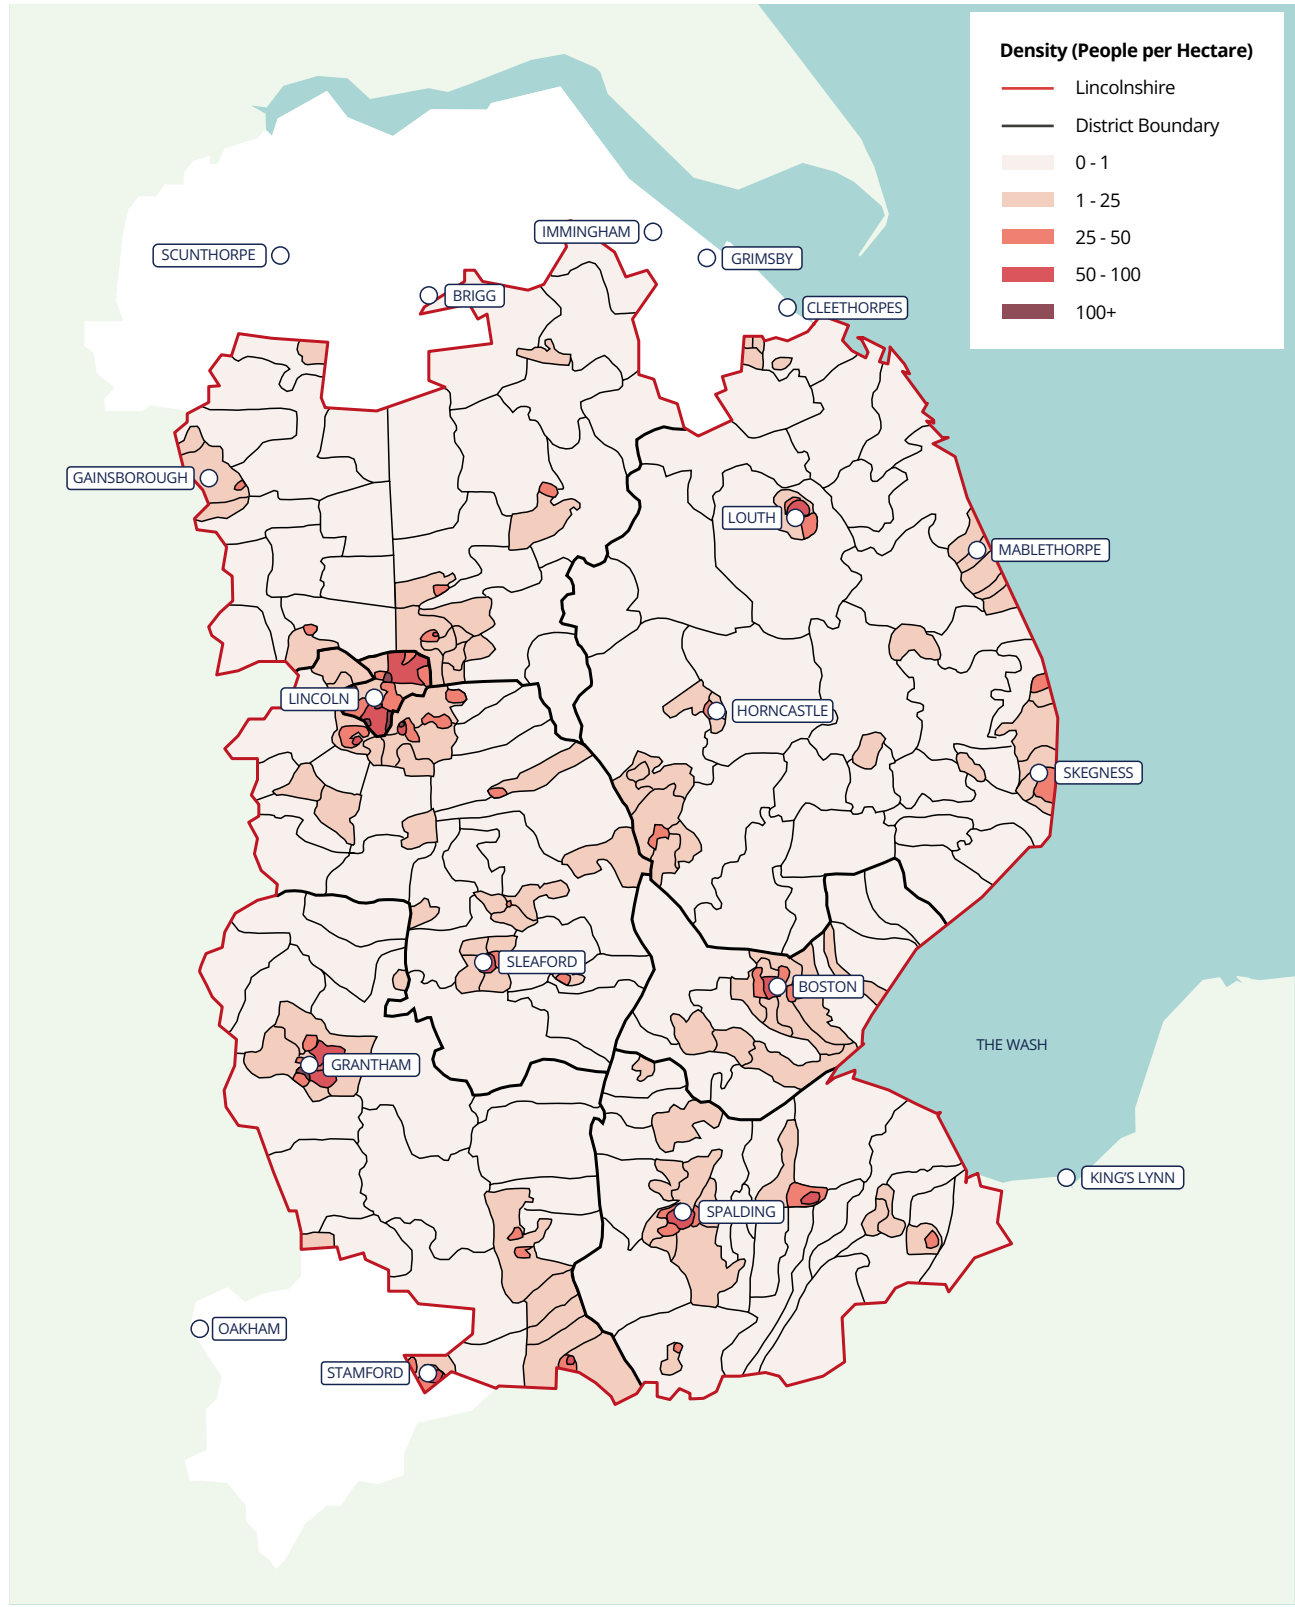 Density (People per Hectare)
Lincolnshire
District Boundary
0 - 1
1 - 25
25 - 50
50 - 100
100+
IMMINGHAM
SCUNTHORPE
GRIMSBY
BRIGG
CLEETHORPES
GAINSBOROUGH
LOUTH
MABLETHORPE
LINCOLN
HORNCASTLE
SKEGNESS
SLEAFORD
BOSTON
THE WASH
GRANTHAM
KING'S LYNN
SPALDING
OAKHAM
STAMFORD